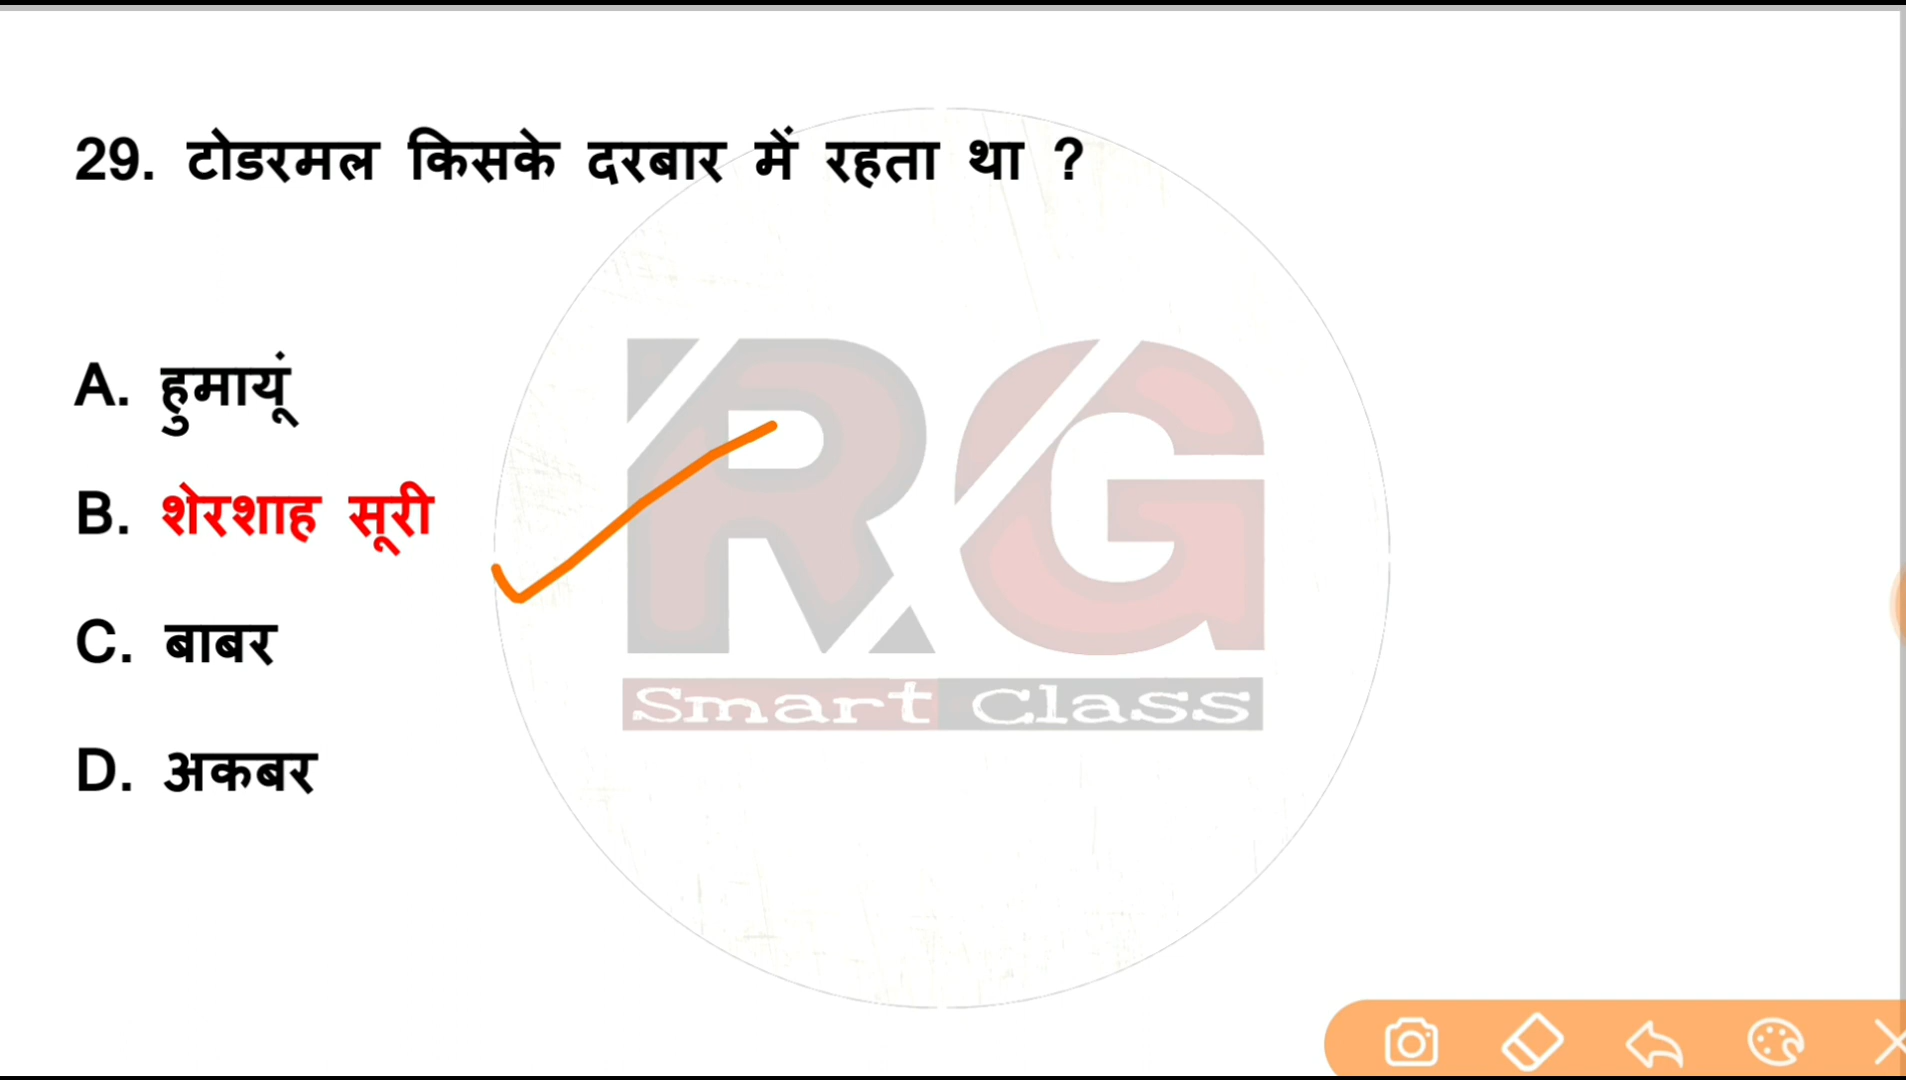 29. टोडरमल किसके दरबार में रहता था ?
A. हुमायूं
B. शेरशाह सूरी
C. बाबर
D. अकबर
RG
Smart Class